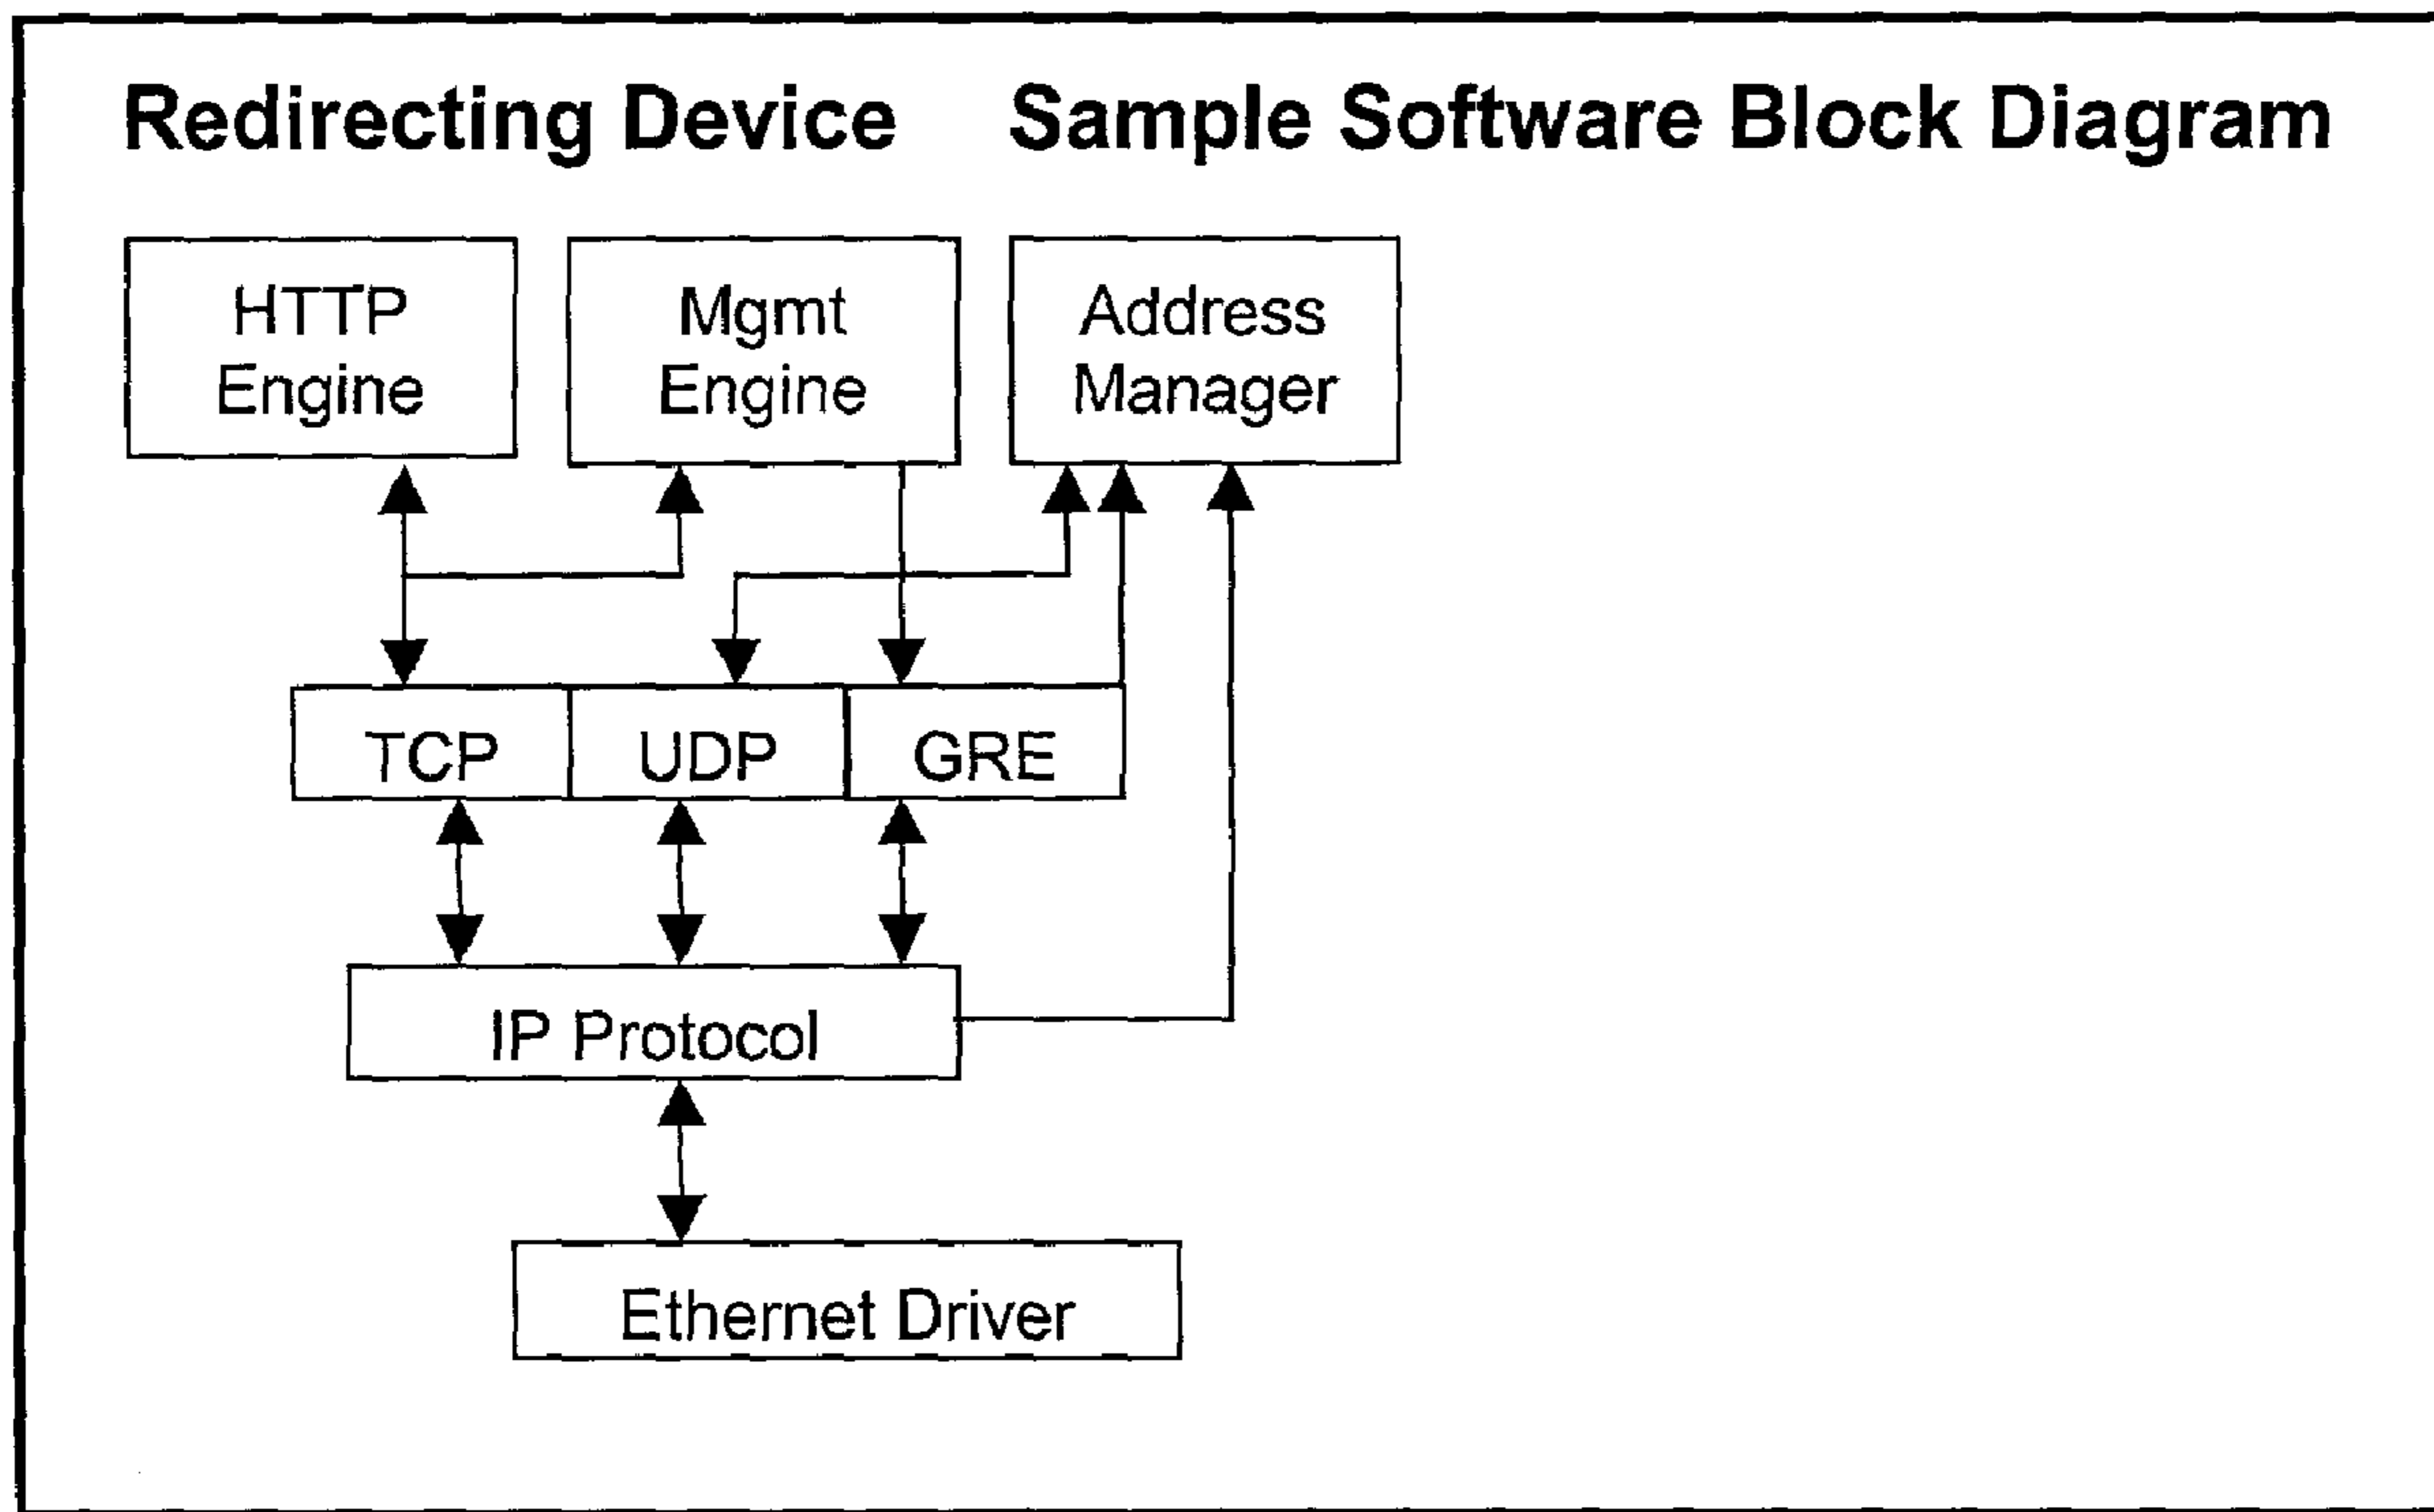 Redirecting Device Sample Software Block Diagram
HTTP
Engine
Mgmt
Engine
Address
Manager
TCP
UDP
GRE
IP Protocol
Ethernet Driver